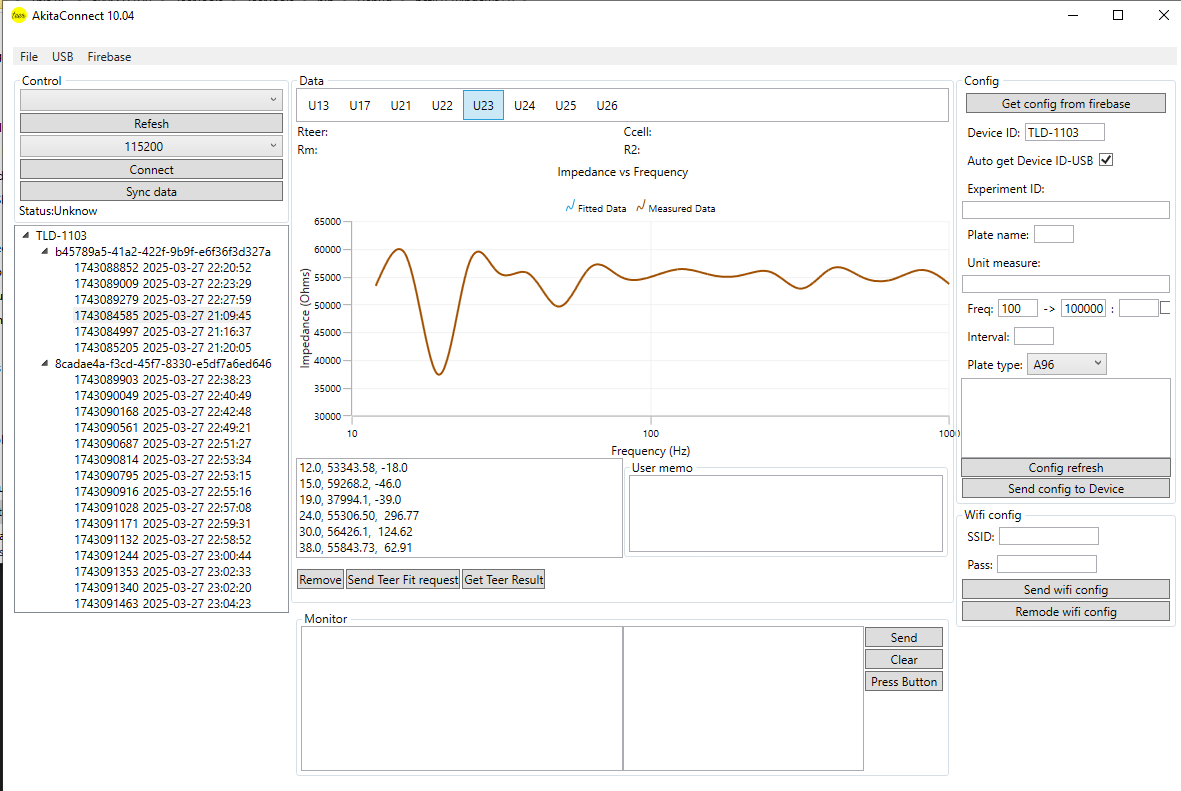 teer AkitaConnect 10.04
File USB Firebase
Control
Refesh
115200
Connect
Sync data
Status:Unknow
TLD-1103
b45789a5-41a2-422f-9b9f-e6f36f3d327a
1743088852 2025-03-27 22:20:52
1743089009 2025-03-27 22:23:29
1743089279 2025-03-27 22:27:59
1743084585 2025-03-27 21:09:45
1743084997 2025-03-27 21:16:37
1743085205 2025-03-27 21:20:05
8cadae4a-f3cd-45f7-8330-e5df7a6ed646
1743089903 2025-03-27 22:38:23
1743090049 2025-03-27 22:40:49
1743090168 2025-03-27 22:42:48
1743090561 2025-03-27 22:49:21
1743090687 2025-03-27 22:51:27
1743090814 2025-03-27 22:53:34
1743090795 2025-03-27 22:53:15
1743090916 2025-03-27 22:55:16
1743091028 2025-03-27 22:57:08
1743091171 2025-03-27 22:59:31
1743091132 2025-03-27 22:58:52
1743091244 2025-03-27 23:00:44
1743091353 2025-03-27 23:02:33
1743091340 2025-03-27 23:02:20
1743091463 2025-03-27 23:04:23
Data
U13 U17 U21 U22 U23 U24 U25 U26
Rteer: Ccell:
Rm: R2:
Impedance vs Frequency
Fitted Data Measured Data
Impedance (Ohms)
65000
60000
55000
50000
45000
40000
35000
30000
10 100 1000
Frequency (Hz)
12.0, 53343.58, -18.0
15.0, 59268.2, -46.0
19.0, 37994.1, -39.0
24.0, 55306.50, 296.77
30.0, 56426.1, 124.62
38.0, 55843.73, 62.91
User memo
Remove Send Teer Fit request Get Teer Result
Monitor
Send
Clear
Press Button
Config
Get config from firebase
Device ID: TLD-1103
Auto get Device ID-USB
Experiment ID:
Plate name:
Unit measure:
Freq: 100 -> 100000 :
Interval:
Plate type: A96
Config refresh
Send config to Device
Wifi config
SSID:
Pass:
Send wifi config
Remode wifi config